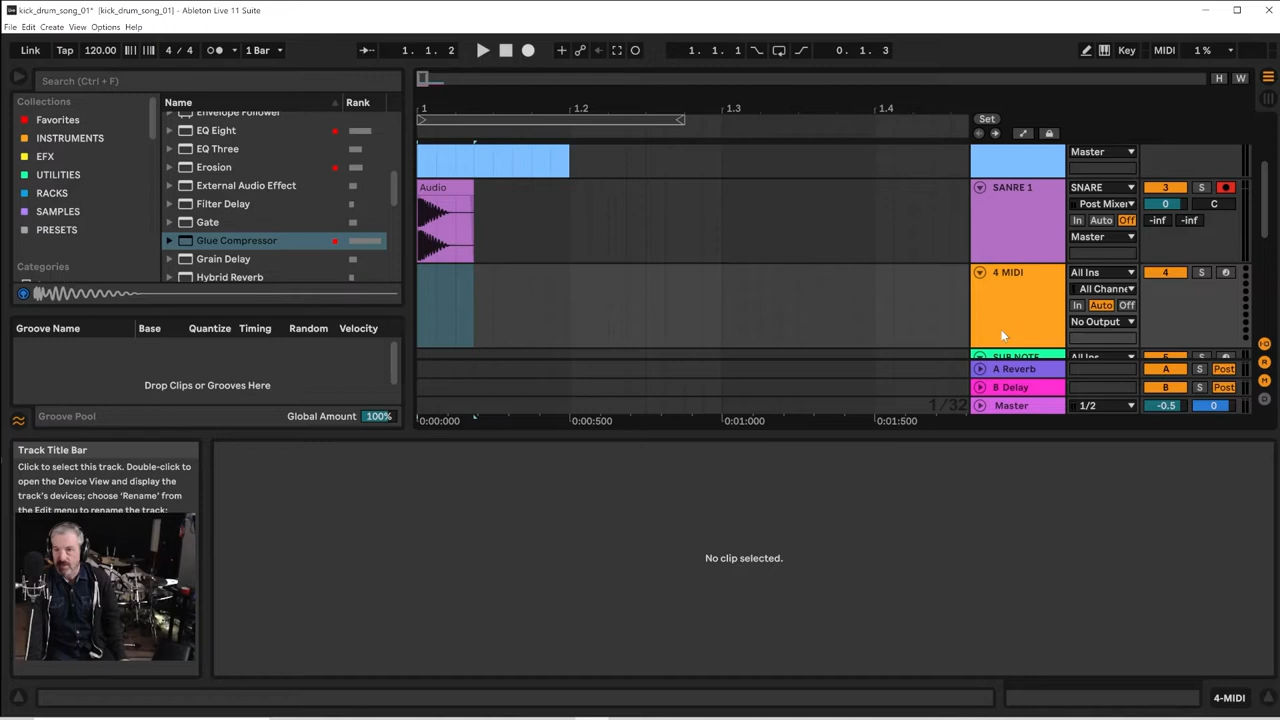 kick_drum_song_01* [kick_drum_song_01] - Ableton Live 11 Suite
File Edit Create View Options Help
Link Tap 120.00 4 / 4 1 Bar 1. 1. 2 1. 1. 1 0. 1. 3 Key MIDI 1 %
Search (Ctrl + F)
H W
Collections
Favorites
INSTRUMENTS
EFX
UTILITIES
RACKS
SAMPLES
PRESETS
Categories
Name Rank
Envelope Follower
EQ Eight
EQ Three
Erosion
External Audio Effect
Filter Delay
Gate
Glue Compressor
Grain Delay
Hybrid Reverb
1 1.2 1.3 1.4
Set
Master
Audio
SANRE 1 SNARE 3 S
Post Mixer 0 C
In Auto Off -inf -inf
Master
4 MIDI All Ins 4 S
All Channe
In Auto Off
No Output
SUB NOTE All Ins 5 S
A Reverb A S Post
B Delay B S Post
1/32 Master 1/2 -0.5 0
0:00:000 0:00:500 0:01:000 0:01:500
Groove Name Base Quantize Timing Random Velocity
Drop Clips or Grooves Here
Groove Pool Global Amount 100%
Track Title Bar
Click to select this track. Double-click
to open the Device View and display
the track's devices; choose ‘Rename’ from
the Edit menu to rename the track;
No clip selected.
4-MIDI